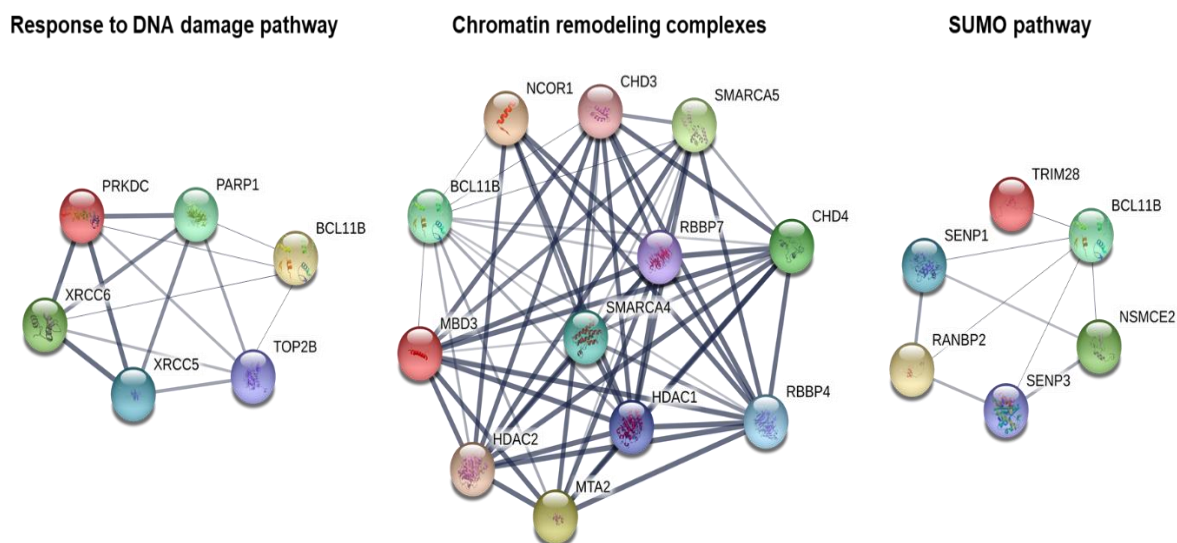 Response to DNA damage pathway
Chromatin remodeling complexes
SUMO pathway
PRKDC
PARP1
BCL11B
XRCC6
XRCC5
TOP2B
NCOR1
CHD3
SMARCA5
BCL11B
RBBP7
CHD4
SMARCA4
MBD3
HDAC1
RBBP4
HDAC2
MTA2
TRIM28
BCL11B
SENP1
NSMCE2
RANBP2
SENP3